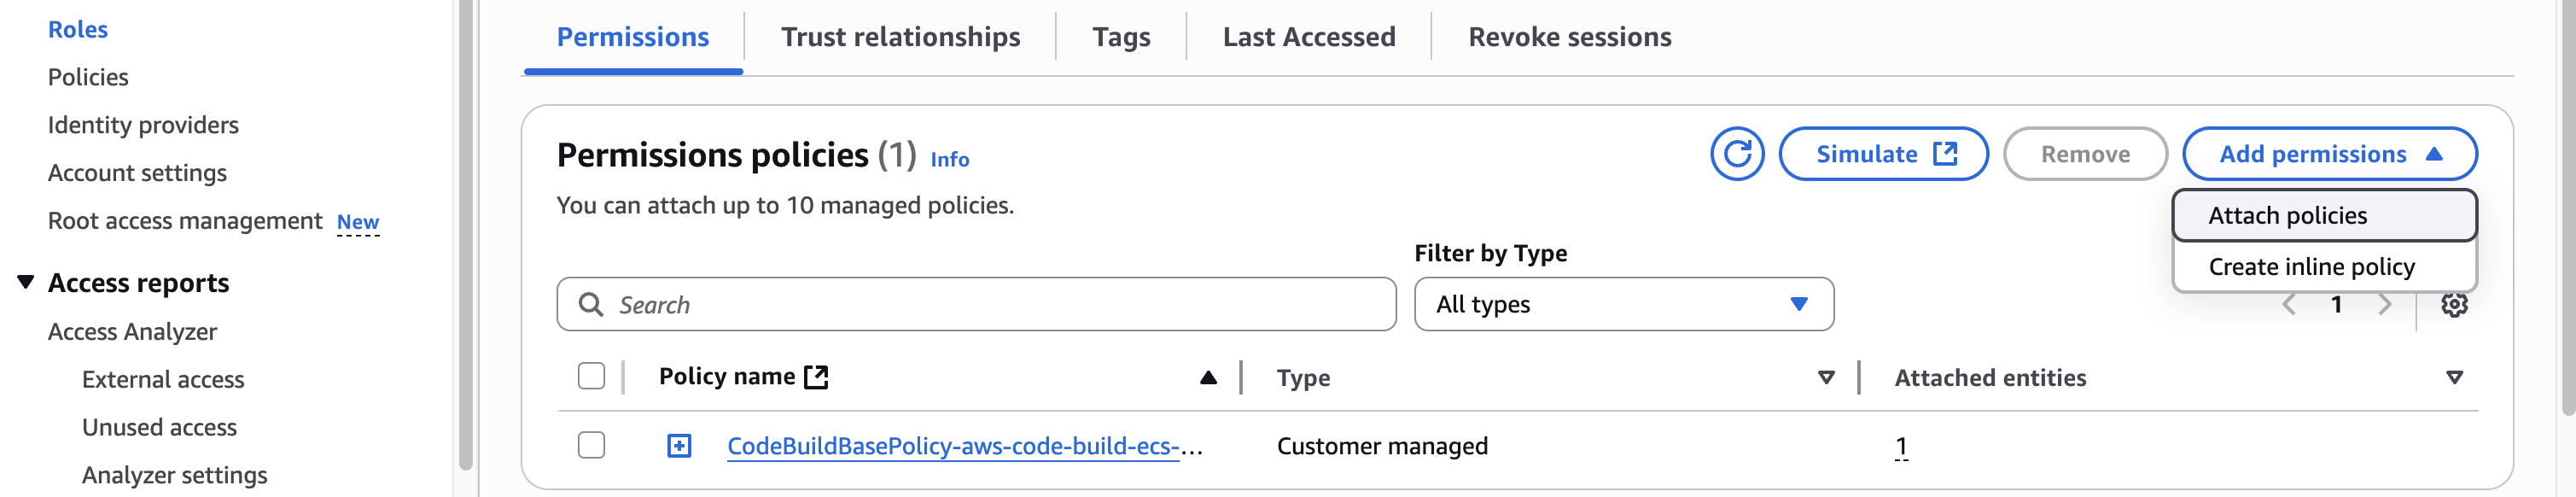 Roles
Policies
Identity providers
Account settings
Root access management New
Access reports
Access Analyzer
External access
Unused access
Analyzer settings
Permissions
Trust relationships
Tags
Last Accessed
Revoke sessions
Permissions policies (1) Info
You can attach up to 10 managed policies.
Simulate
Remove
Add permissions
Attach policies
Create inline policy
Filter by Type
Search
All types
1
Policy name
Type
Attached entities
CodeBuildBasePolicy-aws-code-build-ecs-...
Customer managed
1